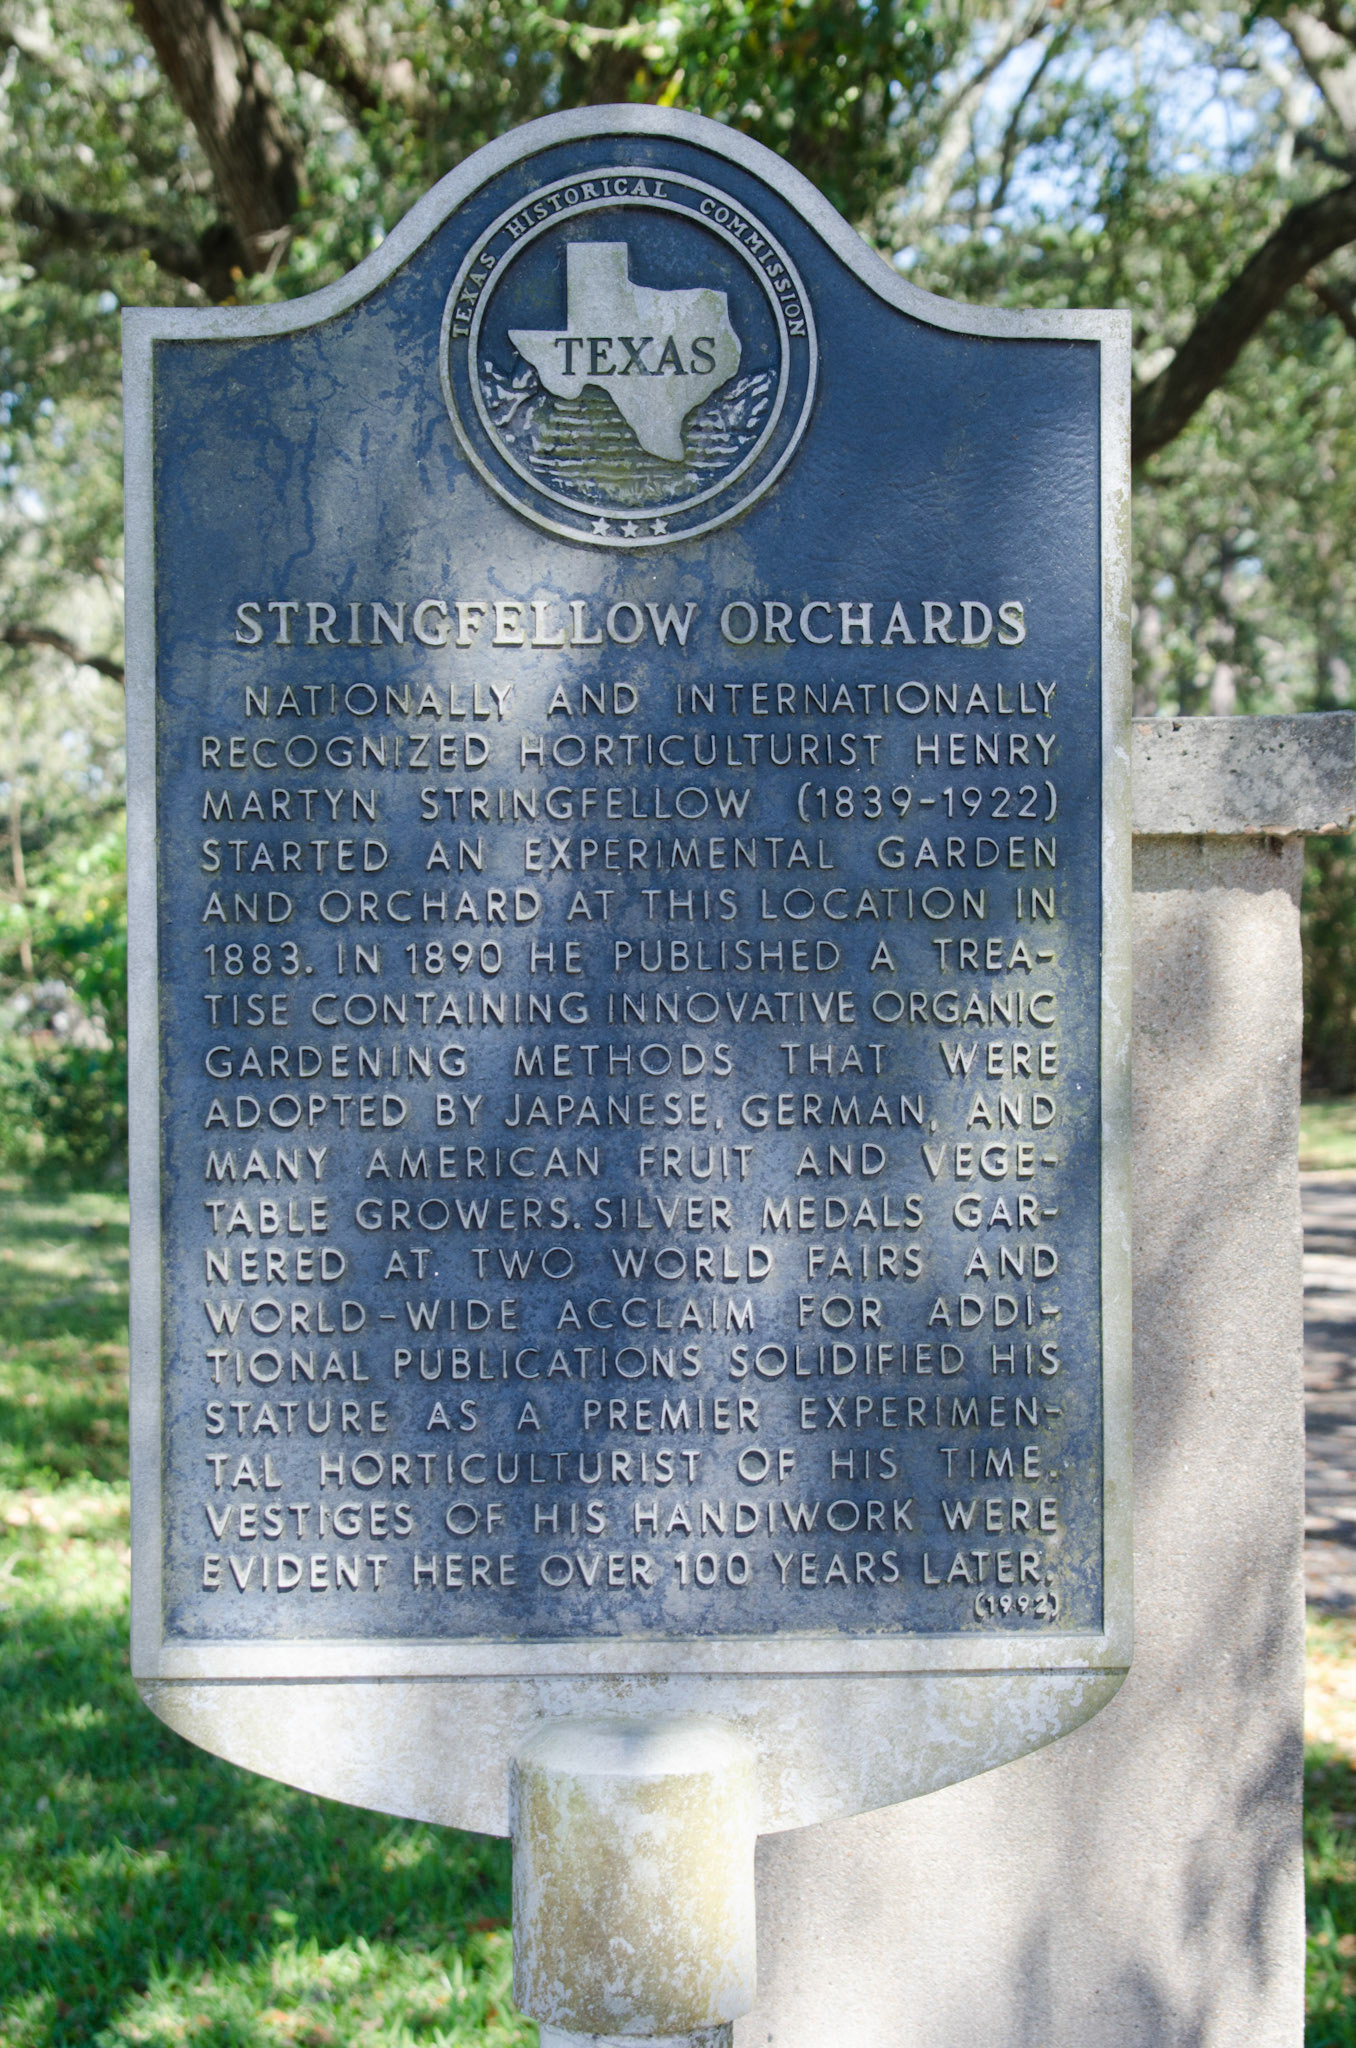 TEXAS HISTORICAL COMMISSION
TEXAS
STRINGFELLOW ORCHARDS
NATIONALLY AND INTERNATIONALLY
RECOGNIZED HORTICULTURIST HENRY
MARTYN STRINGFELLOW (1839-1922)
STARTED AN EXPERIMENTAL GARDEN
AND ORCHARD AT THIS LOCATION IN
1883. IN 1890 HE PUBLISHED A TREA-
TISE CONTAINING INNOVATIVE ORGANIC
GARDENING METHODS THAT WERE
ADOPTED BY JAPANESE, GERMAN, AND
MANY AMERICAN FRUIT AND VEGE-
TABLE GROWERS. SILVER MEDALS GAR-
NERED AT TWO WORLD FAIRS AND
WORLD-WIDE ACCLAIM FOR ADDI-
TIONAL PUBLICATIONS SOLIDIFIED HIS
STATURE AS A PREMIER EXPERIMEN-
TAL HORTICULTURIST OF HIS TIME.
VESTIGES OF HIS HANDIWORK WERE
EVIDENT HERE OVER 100 YEARS LATER.
(1992)